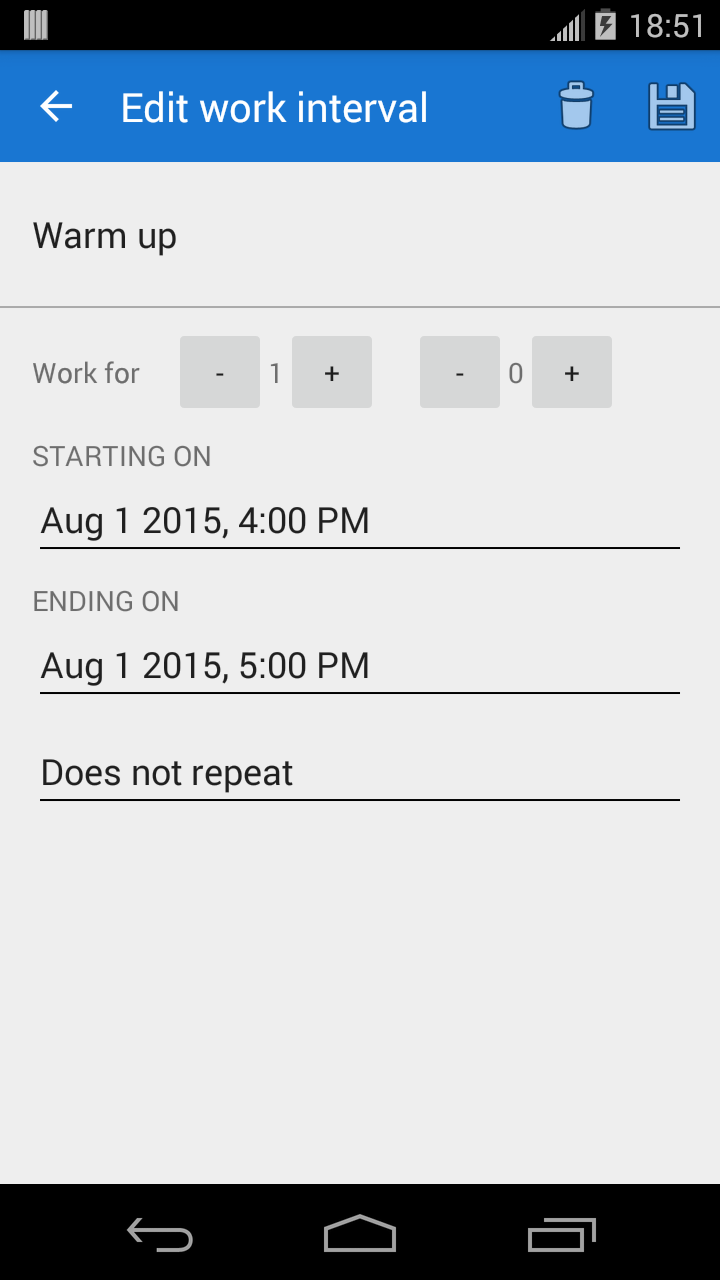 18:51
Edit work interval
Warm up
Work for - 1 + - 0 +
STARTING ON
Aug 1 2015, 4:00 PM
ENDING ON
Aug 1 2015, 5:00 PM
Does not repeat